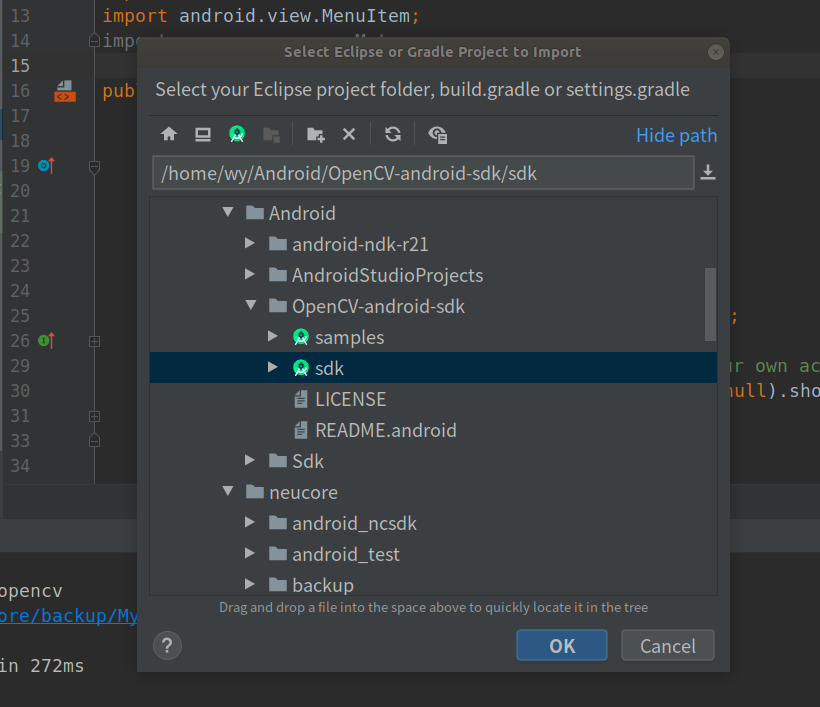 13 import android.view.MenuItem;
14
Select Eclipse or Gradle Project to Import
15
Select your Eclipse project folder, build.gradle or settings.gradle
16 pub
17
18
Hide path
19
/home/wy/Android/OpenCV-android-sdk/sdk
20
21 Android
22 android-ndk-r21
23 AndroidStudioProjects
24
25 OpenCV-android-sdk ;
26 samples
29 sdk ur own ac
30 LICENSE null).sho
31 README.android
33 Sdk
34
neucore
android_ncsdk
android_test
backup
opencv
Drag and drop a file into the space above to quickly locate it in the tree
ore/backup/My
? OK Cancel
in 272ms